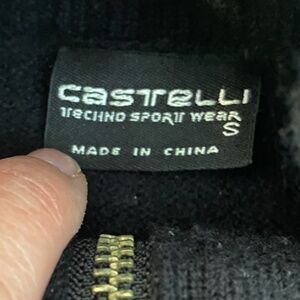 CASTELLI
TECHNO SPORT WEAR
S
MADE IN CHINA